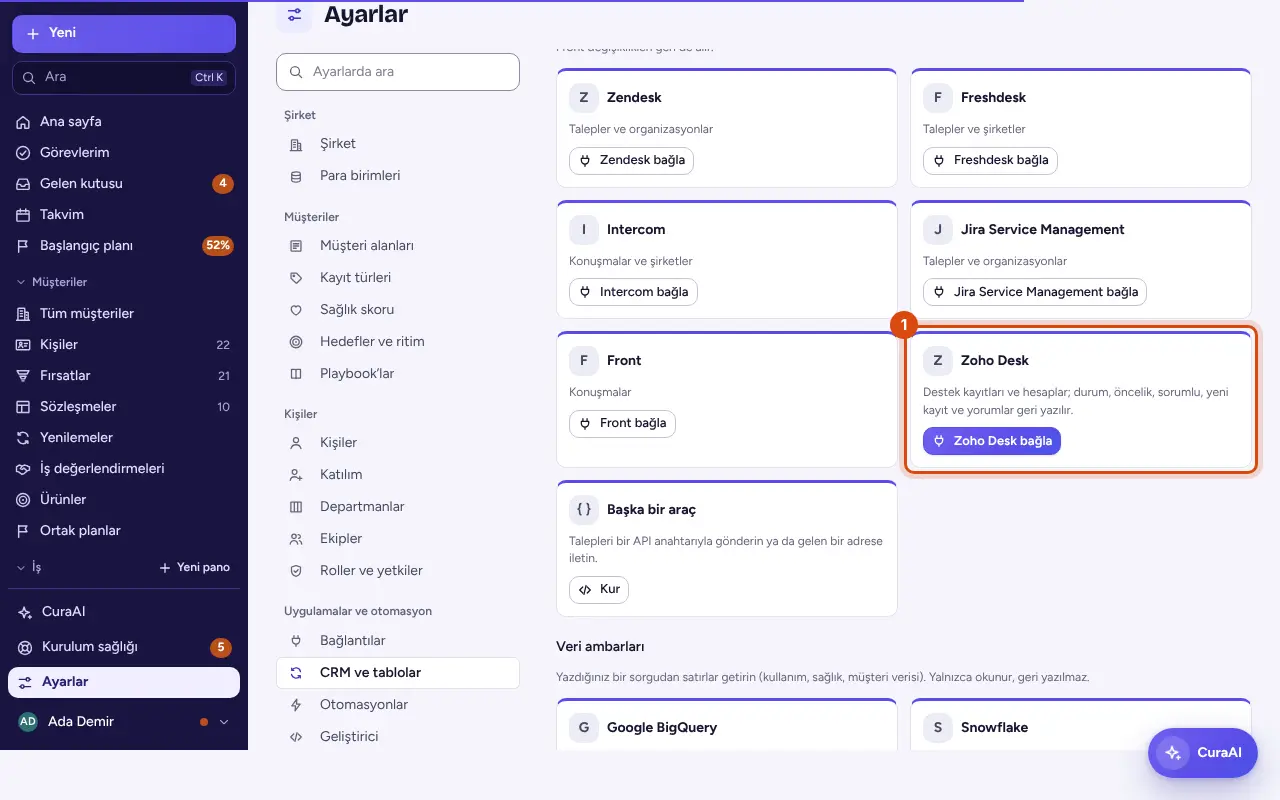 Yeni
Ara
Ctrl K
Ana sayfa
Görevlerim
Gelen kutusu
4
Takvim
Başlangıç planı
52%
Müşteriler
Tüm müşteriler
Kişiler
22
Fırsatlar
21
Sözleşmeler
10
Yenilemeler
İş değerlendirmeleri
Ürünler
Ortak planlar
İş
Yeni pano
CuraAI
Kurulum sağlığı
5
Ayarlar
AD
Ada Demir
Ayarlar
Ayarlarda ara
Şirket
Şirket
Para birimleri
Müşteriler
Müşteri alanları
Kayıt türleri
Sağlık skoru
Hedefler ve ritim
Playbook'lar
Kişiler
Kişiler
Katılım
Departmanlar
Ekipler
Roller ve yetkiler
Uygulamalar ve otomasyon
Bağlantılar
CRM ve tablolar
Otomasyonlar
Geliştirici
Z
Zendesk
Talepler ve organizasyonlar
Zendesk bağla
F
Freshdesk
Talepler ve şirketler
Freshdesk bağla
I
Intercom
Konuşmalar ve şirketler
Intercom bağla
J
Jira Service Management
Talepler ve organizasyonlar
Jira Service Management bağla
F
Front
Konuşmalar
Front bağla
1
Z
Zoho Desk
Destek kayıtları ve hesaplar; durum, öncelik, sorumlu, yeni
kayıt ve yorumlar geri yazılır.
Zoho Desk bağla
{ }
Başka bir araç
Talepleri bir API anahtarıyla gönderin ya da gelen bir adrese
iletin.
Kur
Veri ambarları
Yazdığınız bir sorgudan satırlar getirin (kullanım, sağlık, müşteri verisi). Yalnızca okunur, geri yazılmaz.
G
Google BigQuery
S
Snowflake
CuraAI